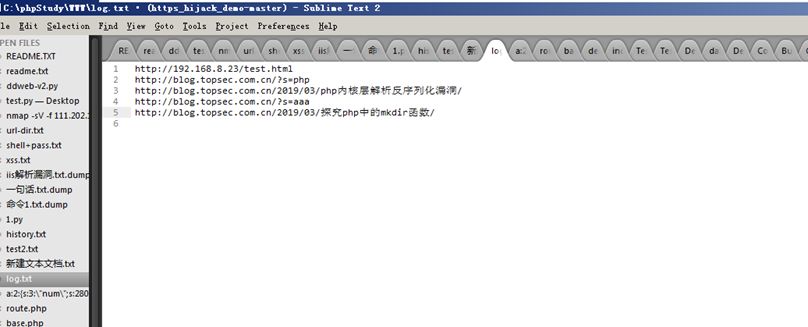 C:\phpStudy\WWW\log.txt • (https_hijack_demo-master) - Sublime Text 2
le Edit Selection Find View Goto Tools Project Preferences Help
PEN FILES
README.TXT
readme.txt
ddweb-v2.py
test.py — Desktop
nmap -sV -f 111.202.
url-dir.txt
shell+pass.txt
xss.txt
iis解析漏洞.txt.dump
一句话.txt.dump
命令1.txt.dump
1.py
history.txt
test2.txt
新建文本文档.txt
log.txt
a:2:{s:3:\"num\";s:280
route.php
base.php
RE rea dd tes nm url she xss iisf 一 命 1.p his tes 新 log a:2 rou ba de inc Te Te De da De Co Bu
1 http://192.168.8.23/test.html
2 http://blog.topsec.com.cn/?s=php
3 http://blog.topsec.com.cn/2019/03/php内核层解析反序列化漏洞/
4 http://blog.topsec.com.cn/?s=aaa
5 http://blog.topsec.com.cn/2019/03/探究php中的mkdir函数/
6